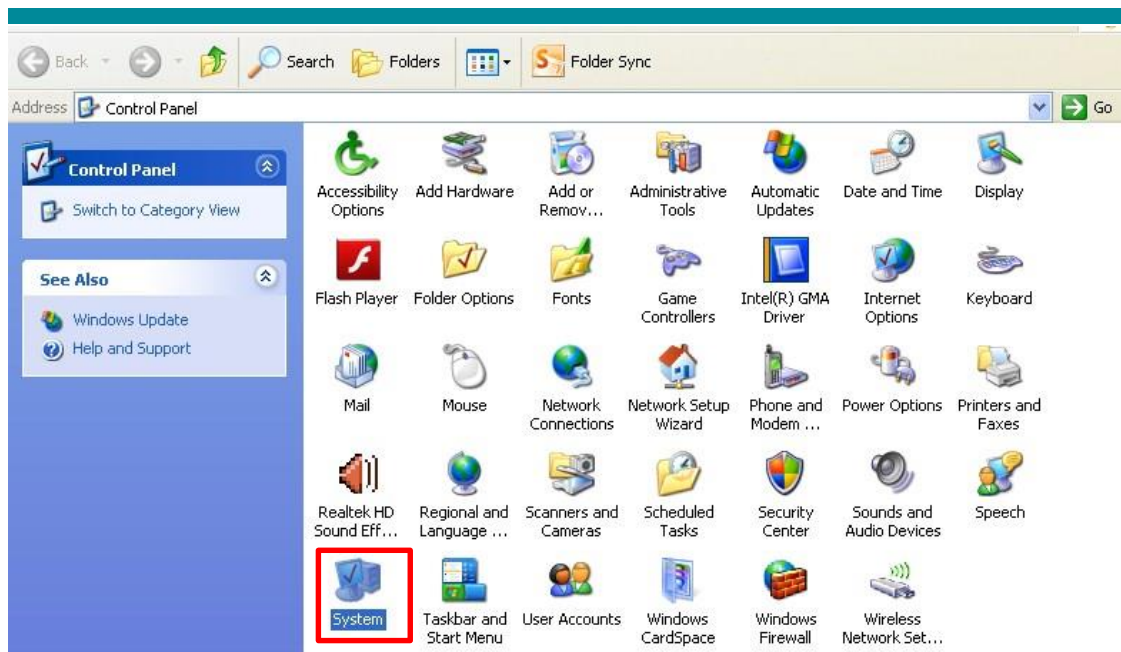 Back
Search
Folders
Folder Sync
Address
Control Panel
Go
Control Panel
Switch to Category View
See Also
Windows Update
Help and Support
Accessibility
Options
Add Hardware
Add or
Remov...
Administrative
Tools
Automatic
Updates
Date and Time
Display
Flash Player
Folder Options
Fonts
Game
Controllers
Intel(R) GMA
Driver
Internet
Options
Keyboard
Mail
Mouse
Network
Connections
Network Setup
Wizard
Phone and
Modem ...
Power Options
Printers and
Faxes
Realtek HD
Sound Eff...
Regional and
Language ...
Scanners and
Cameras
Scheduled
Tasks
Security
Center
Sounds and
Audio Devices
Speech
System
Taskbar and
Start Menu
User Accounts
Windows
CardSpace
Windows
Firewall
Wireless
Network Set...